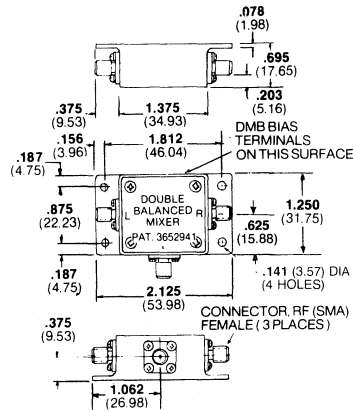 .078
(1.98)
.695
(17.65)
.203
(5.16)
.375
(9.53)
1.375
(34.93)
DMB BIAS
TERMINALS
ON THIS SURFACE
.156
(3.96)
1.812
(46.04)
.187
(4.75)
DOUBLE
BALANCED
MIXER
L
R
PAT. 3652941
.875
(22.23)
1.250
(31.75)
.625
(15.88)
.187
(4.75)
.141 (3.57) DIA
(4 HOLES)
2.125
(53.98)
CONNECTOR, RF (SMA)
FEMALE (3 PLACES)
.375
(9.53)
1.062
(26.98)